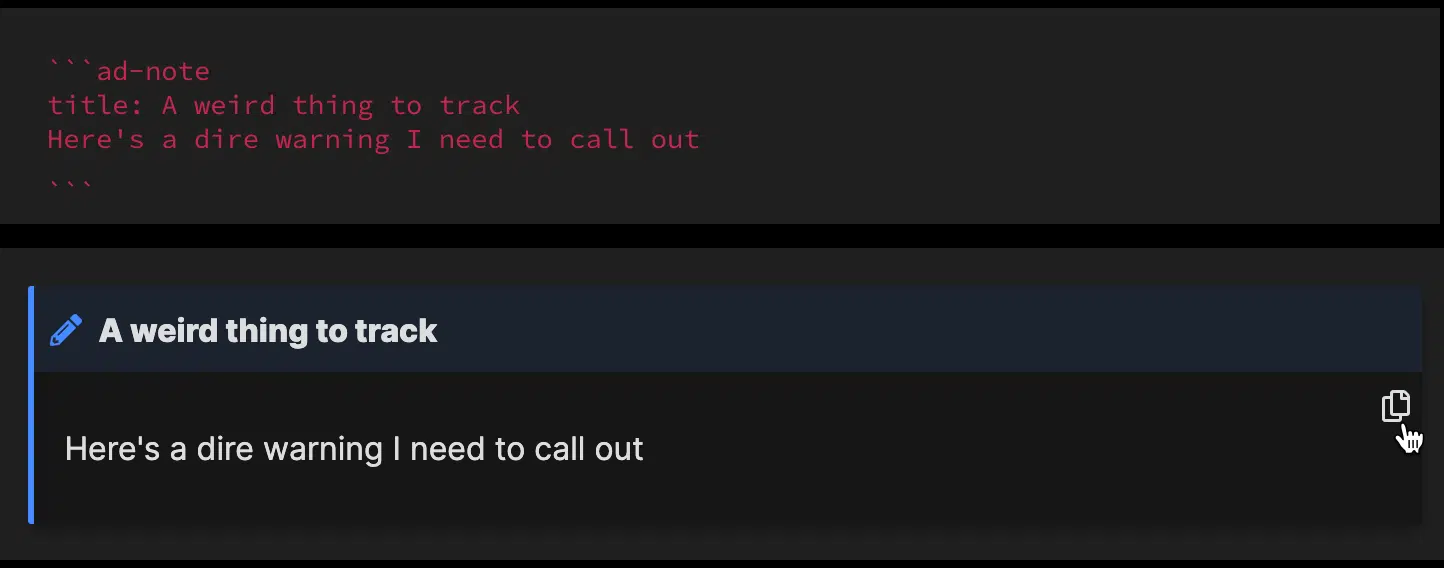 ```ad-note
title: A weird thing to track
Here's a dire warning I need to call out
```
A weird thing to track
Here's a dire warning I need to call out